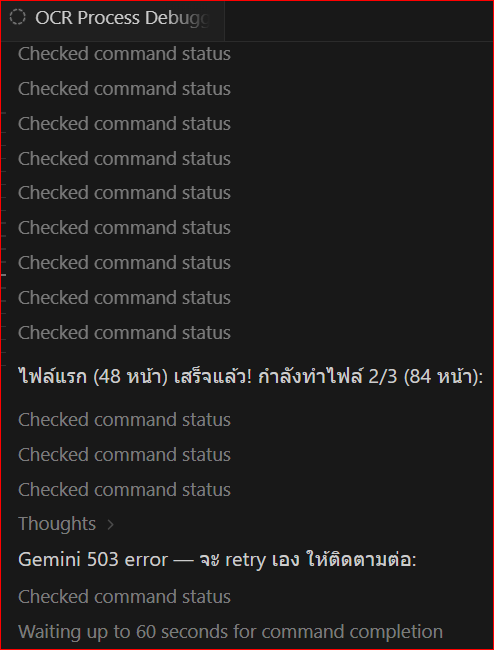 OCR Process Debugg
Checked command status
Checked command status
Checked command status
Checked command status
Checked command status
Checked command status
Checked command status
Checked command status
Checked command status
ไฟล์แรก (48 หน้า) เสร็จแล้ว! กำลังทำไฟล์ 2/3 (84 หน้า):
Checked command status
Checked command status
Checked command status
Thoughts >
Gemini 503 error — จะ retry เอง ให้ติดตามต่อ:
Checked command status
Waiting up to 60 seconds for command completion